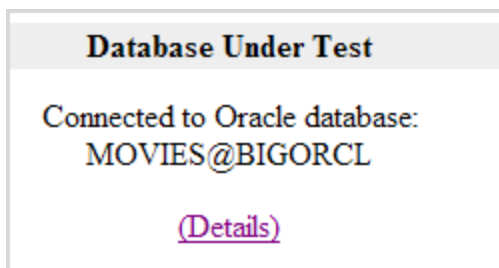 Database Under Test
Connected to Oracle database:
MOVIES@BIGORCL
(Details)